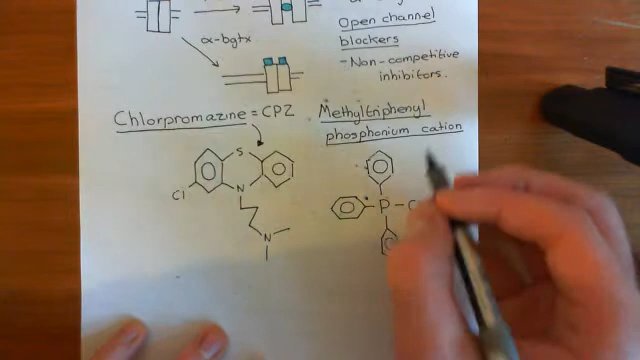 α-bgtx
Open channel
blockers
- Non-competitive
inhibitors.
Chlorpromazine = CPZ
Methyltriphenyl
phosphonium cation
S
Cl
N
N
P – C